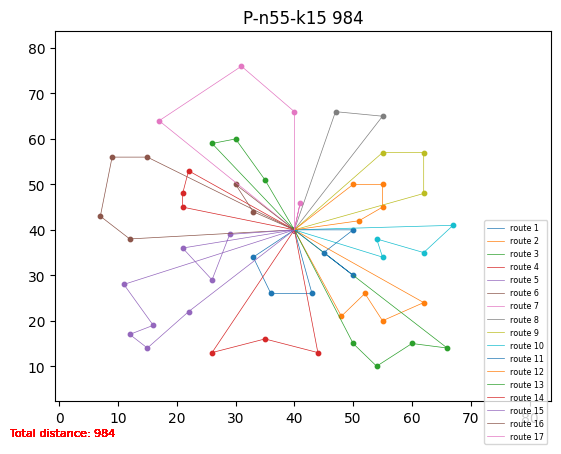 P-n55-k15 984
80
70
60
50
40
30
20
10
0
10
20
30
40
50
60
70
80
route 1
route 2
route 3
route 4
route 5
route 6
route 7
route 8
route 9
route 10
route 11
route 12
route 13
route 14
route 15
route 16
route 17
Total distance: 984